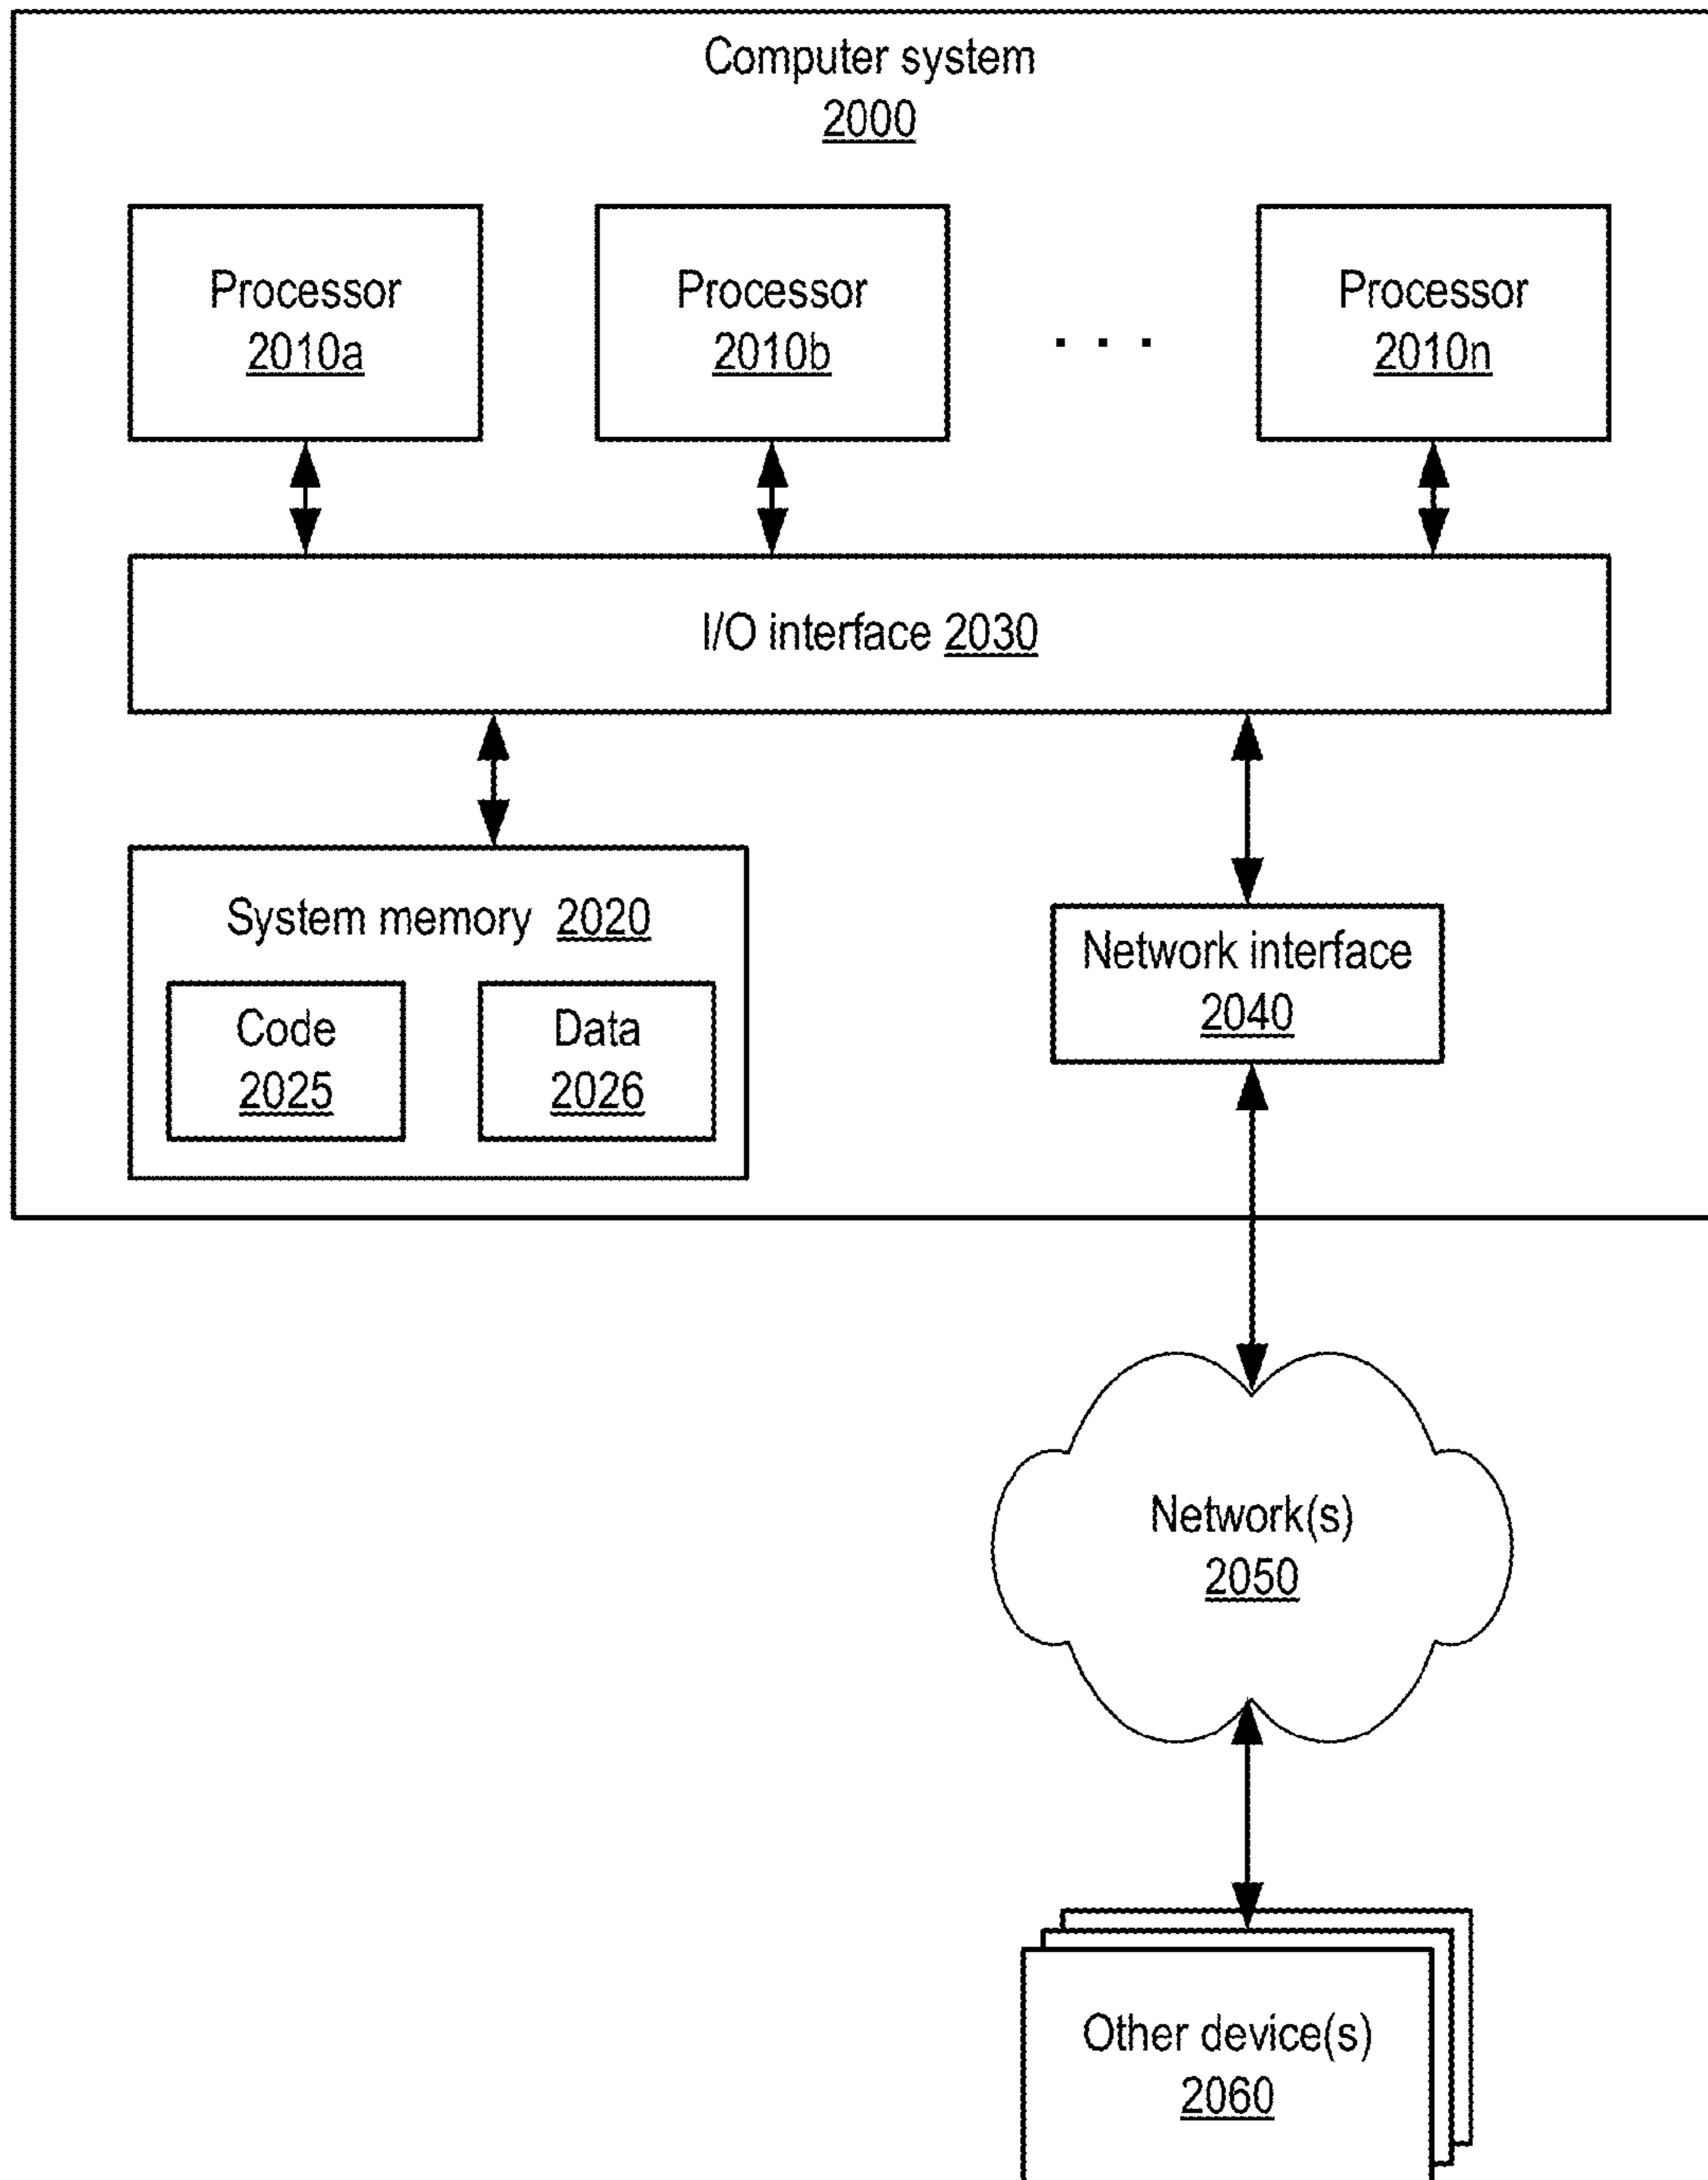 Computer system
2000
Processor
2010a
Processor
2010b
. . .
Processor
2010n
I/O interface 2030
System memory 2020
Code
2025
Data
2026
Network interface
2040
Network(s)
2050
Other device(s)
2060